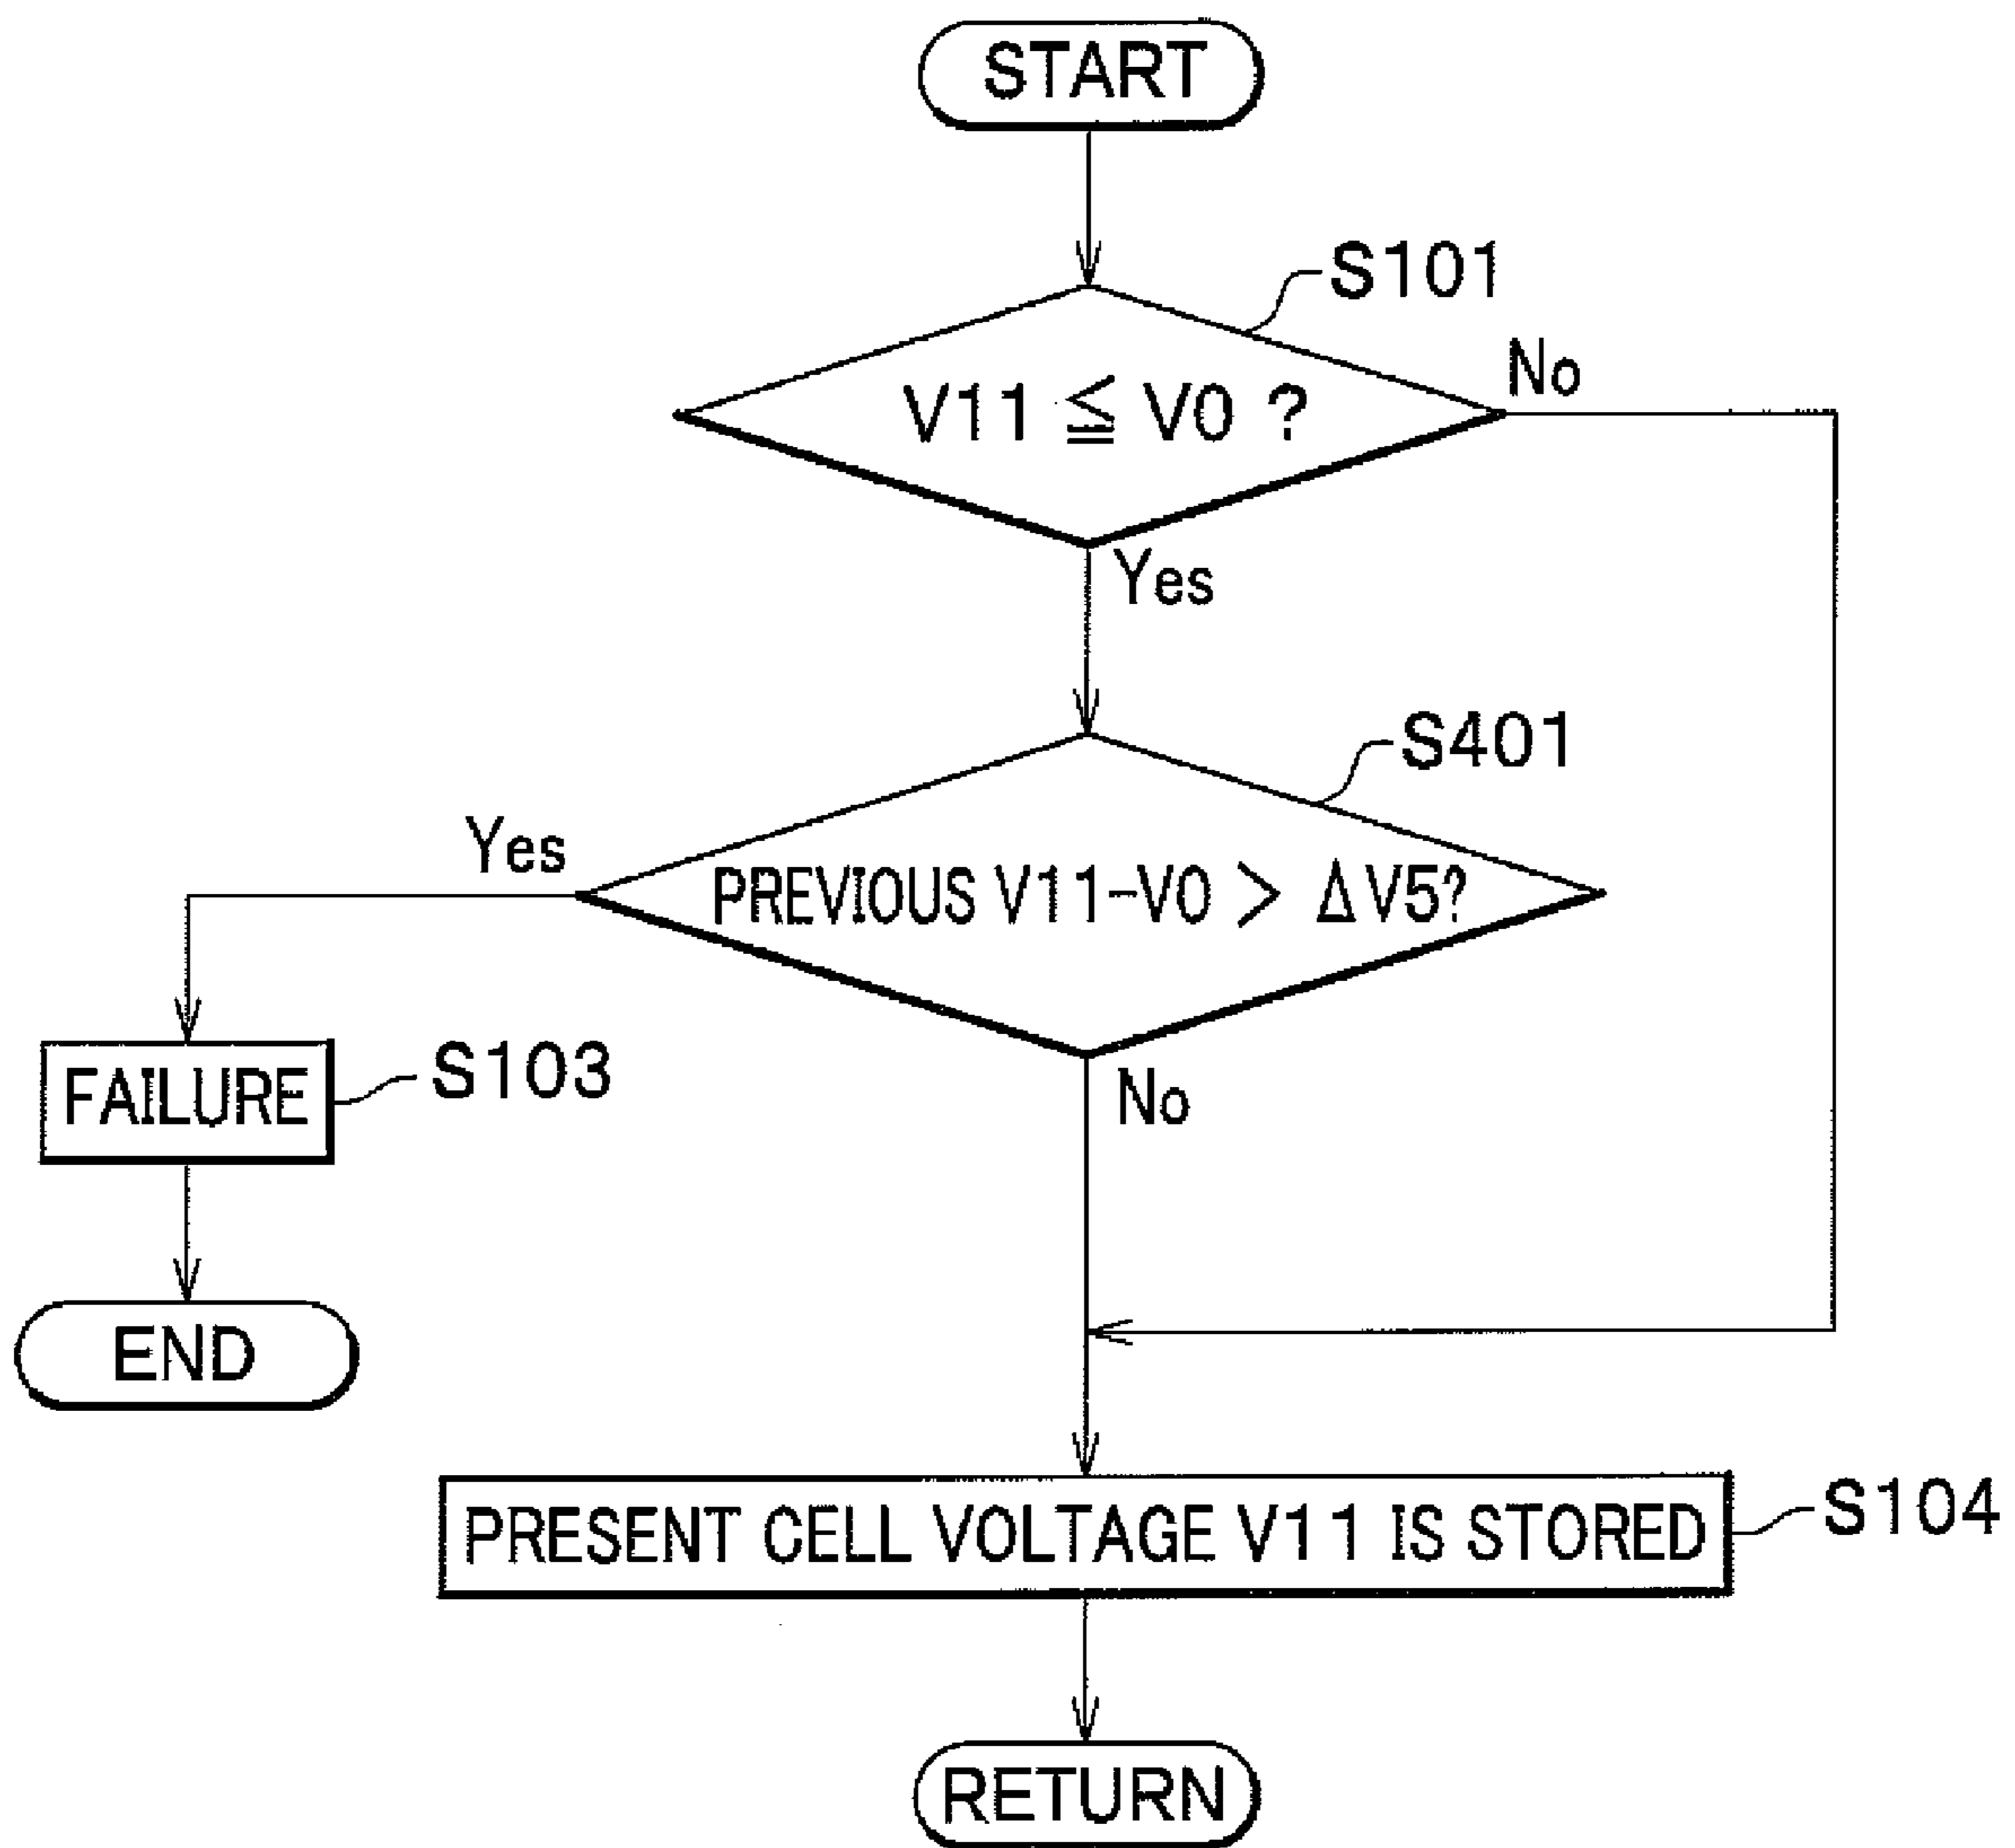 START
S101
V11 ≦ V0 ?
No
Yes
S401
Yes
PREVIOUS V11-V0 > ΔV5?
FAILURE
S103
No
END
PRESENT CELL VOLTAGE V11 IS STORED
S104
RETURN